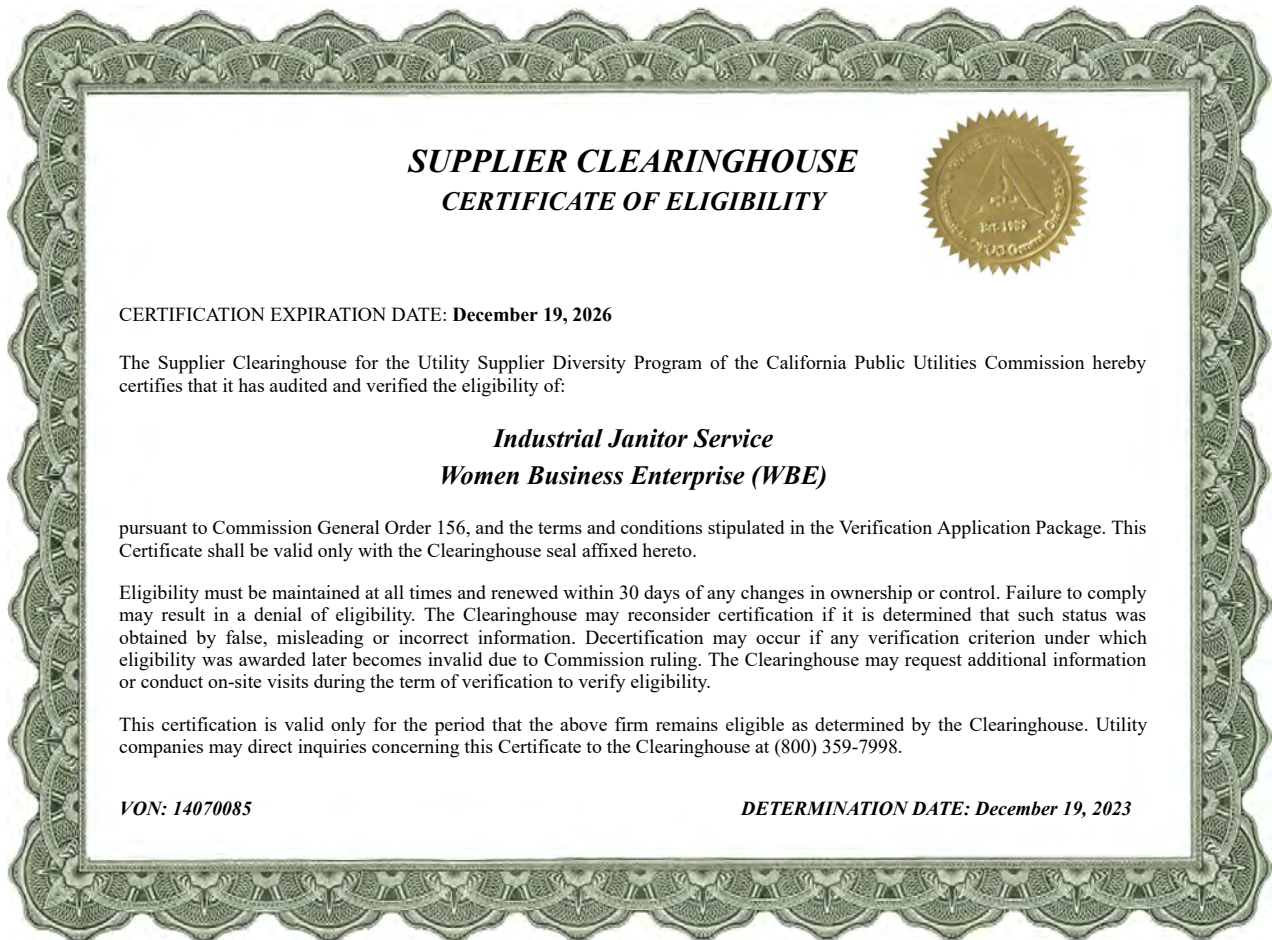 SUPPLIER CLEARINGHOUSE
CERTIFICATE OF ELIGIBILITY
Est. 1989
CERTIFICATION EXPIRATION DATE: December 19, 2026
The Supplier Clearinghouse for the Utility Supplier Diversity Program of the California Public Utilities Commission hereby
certifies that it has audited and verified the eligibility of:
Industrial Janitor Service
Women Business Enterprise (WBE)
pursuant to Commission General Order 156, and the terms and conditions stipulated in the Verification Application Package. This
Certificate shall be valid only with the Clearinghouse seal affixed hereto.
Eligibility must be maintained at all times and renewed within 30 days of any changes in ownership or control. Failure to comply
may result in a denial of eligibility. The Clearinghouse may reconsider certification if it is determined that such status was
obtained by false, misleading or incorrect information. Decertification may occur if any verification criterion under which
eligibility was awarded later becomes invalid due to Commission ruling. The Clearinghouse may request additional information
or conduct on-site visits during the term of verification to verify eligibility.
This certification is valid only for the period that the above firm remains eligible as determined by the Clearinghouse. Utility
companies may direct inquiries concerning this Certificate to the Clearinghouse at (800) 359-7998.
VON: 14070085
DETERMINATION DATE: December 19, 2023